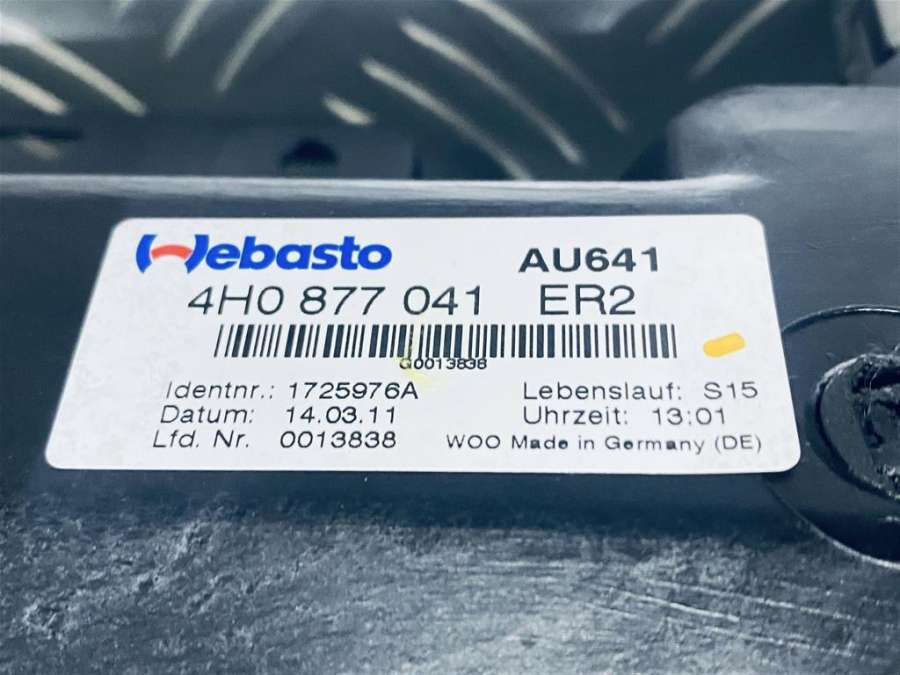 Webasto AU641
4H0 877 041 ER2
G0013838
Identnr.: 1725976A Lebenslauf: S15
Datum: 14.03.11 Uhrzeit: 13:01
Lfd. Nr. 0013838 WOO Made in Germany (DE)